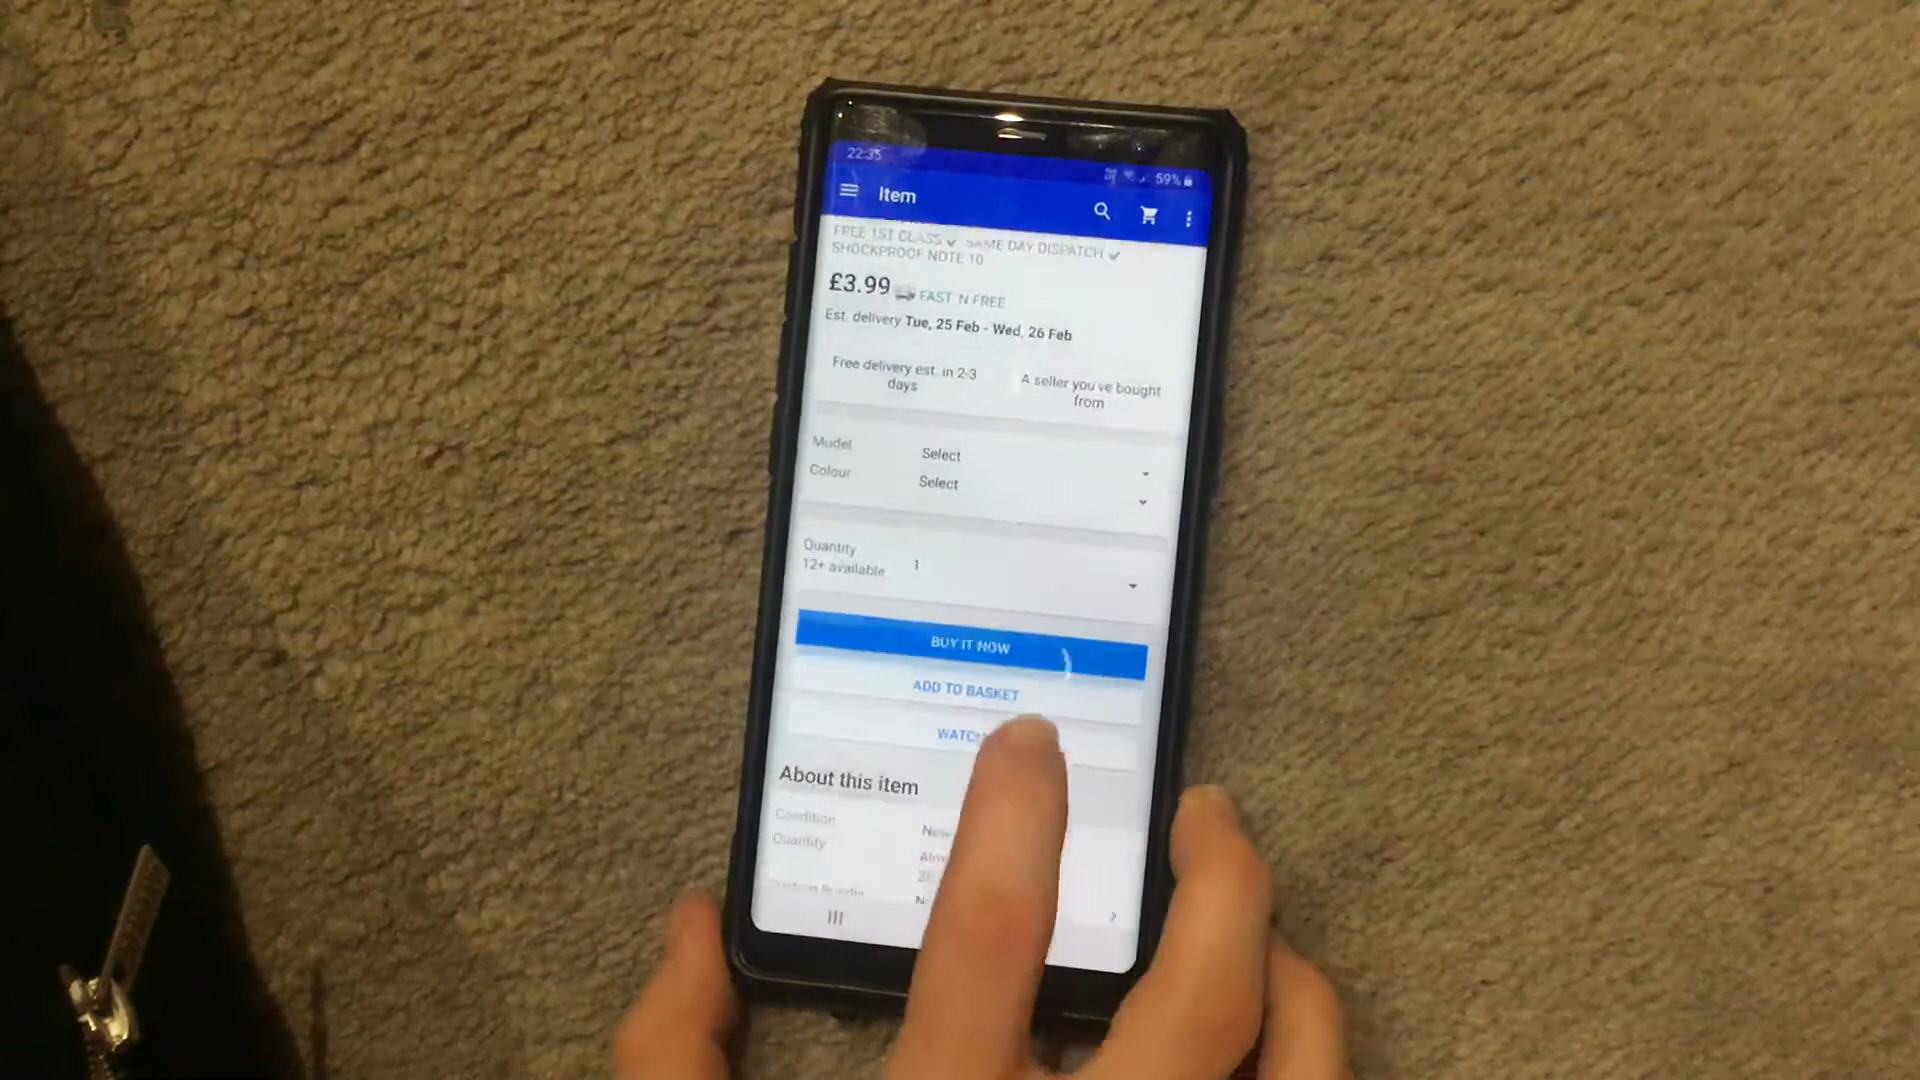 22:35
59%
Item
FREE 1ST CLASS ✔ SAME DAY DISPATCH ✔
SHOCKPROOF NOTE 10
£3.99 FAST 'N FREE
Est. delivery Tue, 25 Feb - Wed, 26 Feb
Free delivery est. in 2-3
days
A seller you've bought
from
Model Select
Colour Select
Quantity 1
12+ available
BUY IT NOW
ADD TO BASKET
WATCH
About this item
Condition New
Quantity